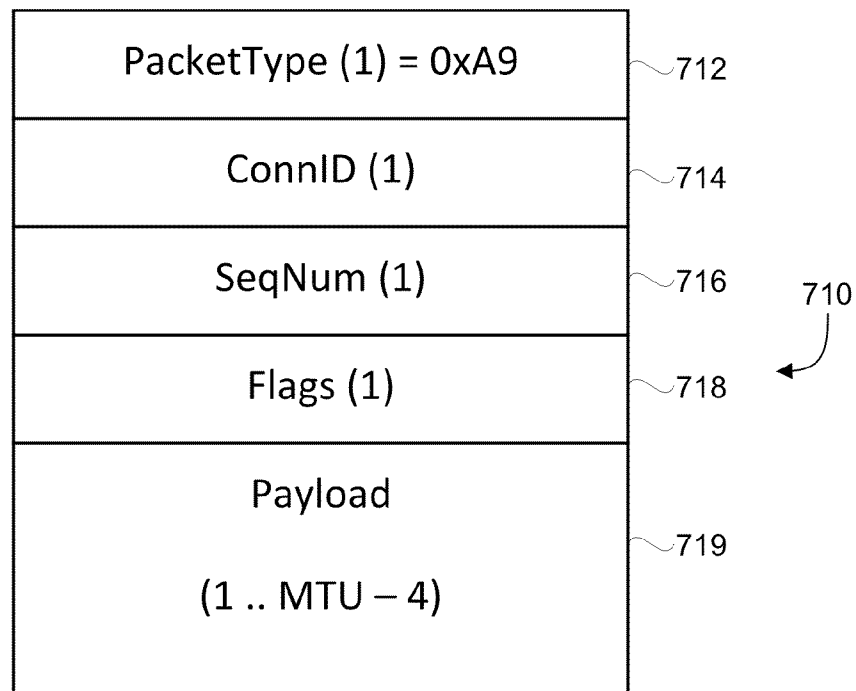 PacketType (1) = 0xA9
712
ConnID (1)
714
SeqNum (1)
716
710
Flags (1)
718
Payload
719
(1 .. MTU – 4)